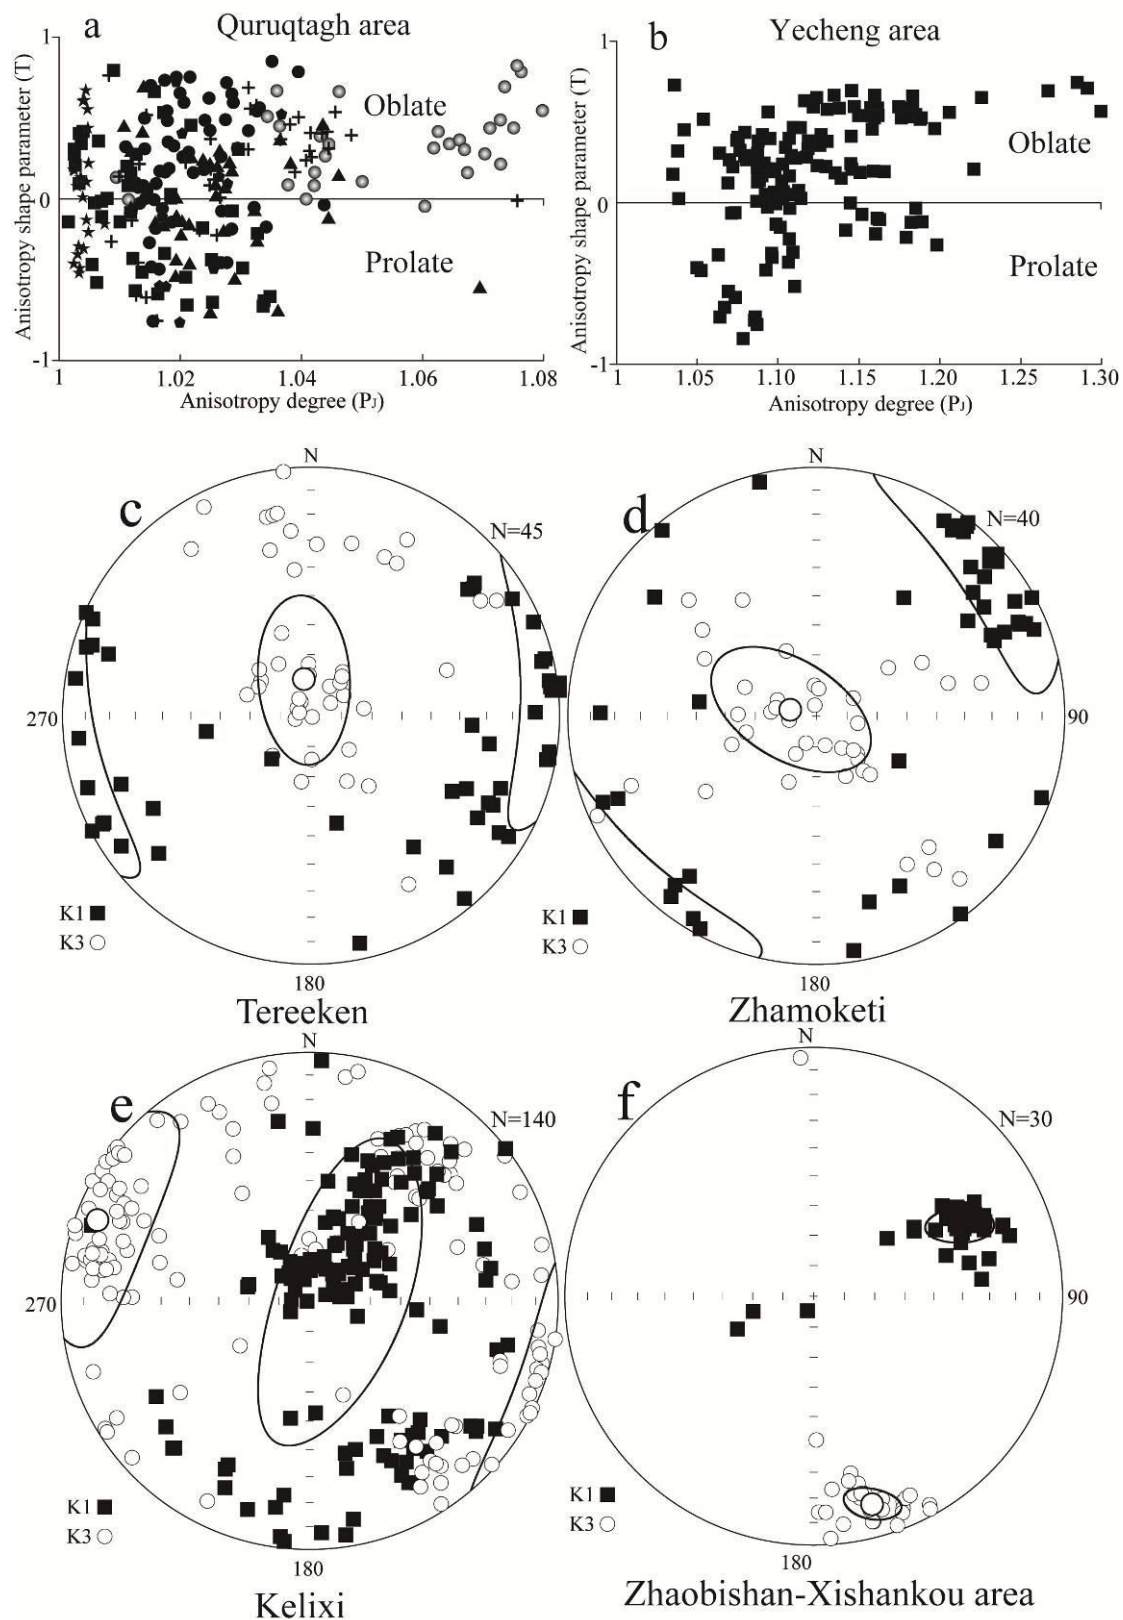 a
Quruqtagh area
Anisotropy shape parameter (T)
1
0
-1
Oblate
Prolate
1
1.02
1.04
1.06
1.08
Anisotropy degree (PJ)
b
Yecheng area
Anisotropy shape parameter (T)
1
0
-1
Oblate
Prolate
1
1.05
1.10
1.15
1.20
1.25
1.30
Anisotropy degree (PJ)
c
N
N=45
270
K1
K3
180
Tereeken
d
N
N=40
90
K1
K3
180
Zhamoketi
e
N
N=140
270
K1
K3
180
Kelixi
f
N
N=30
90
K1
K3
180
Zhaobishan-Xishankou area